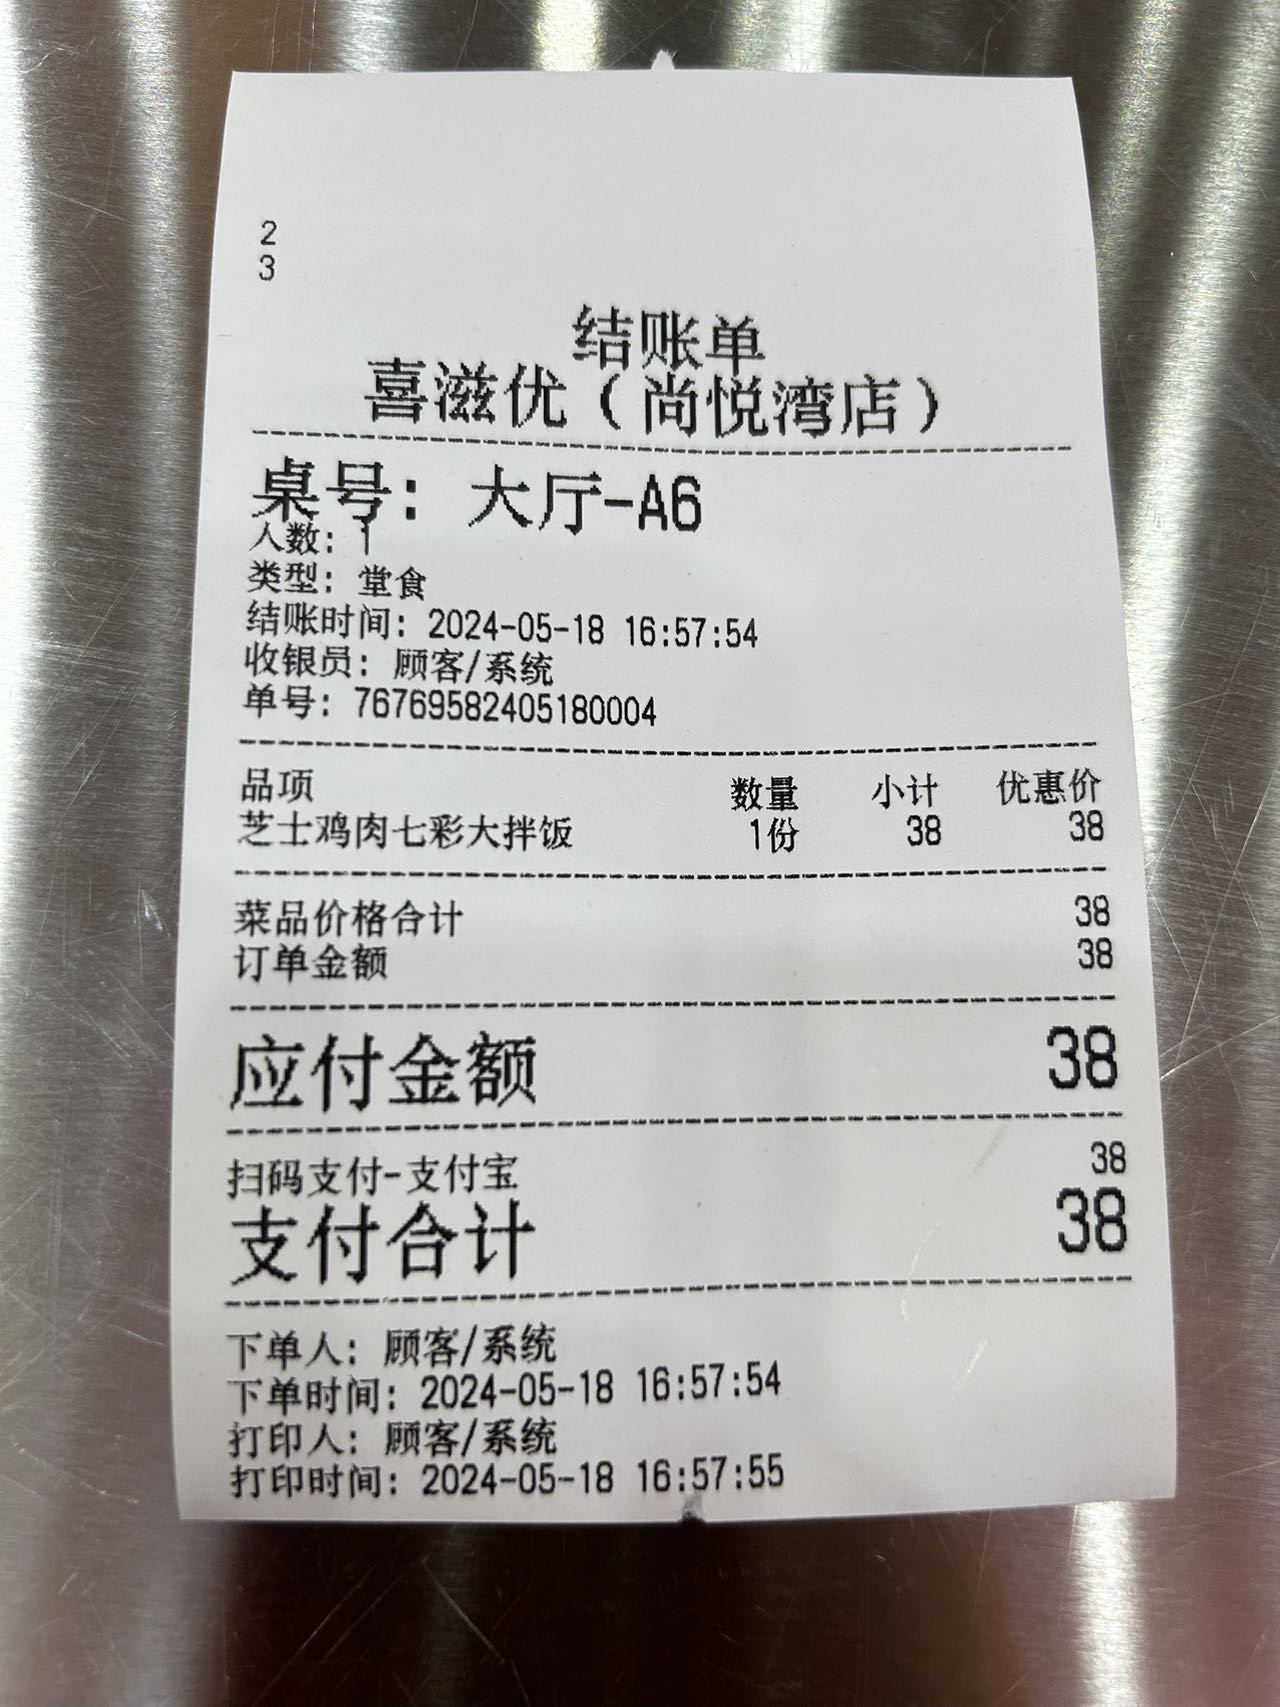 2
3
结账单
喜滋优（尚悦湾店）
桌号：大厅-A6
人数：1
类型：堂食
结账时间：2024-05-18 16:57:54
收银员：顾客/系统
单号：76769582405180004
品项 数量 小计 优惠价
芝士鸡肉七彩大拌饭 1份 38 38
菜品价格合计 38
订单金额 38
应付金额 38
扫码支付-支付宝 38
支付合计 38
下单人：顾客/系统
下单时间：2024-05-18 16:57:54
打印人：顾客/系统
打印时间：2024-05-18 16:57:55